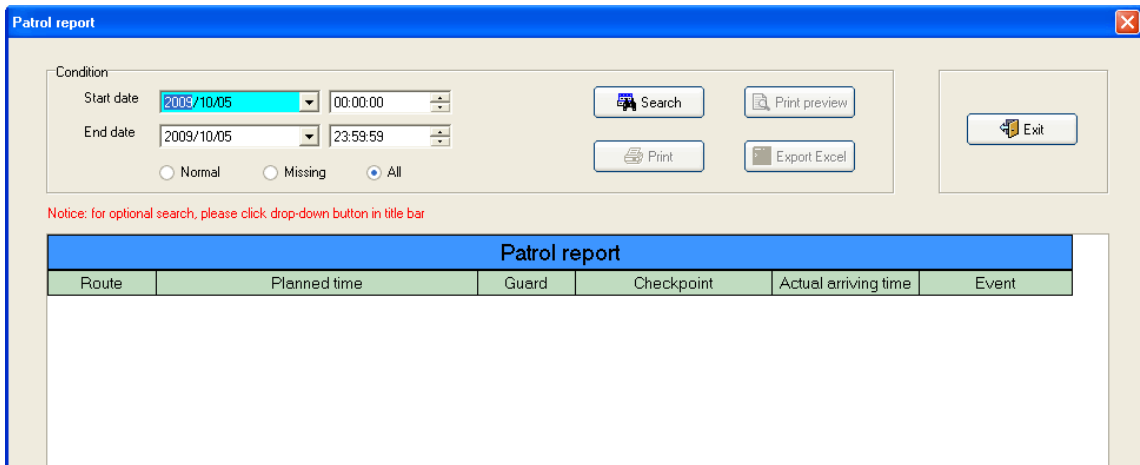 Patrol report
Condition
Start date 2009/10/05 00:00:00 Search Print preview
Exit
End date 2009/10/05 23:59:59 Print Export Excel
Normal Missing All
Notice: for optional search, please click drop-down button in title bar
Patrol report
Route Planned time Guard Checkpoint Actual arriving time Event